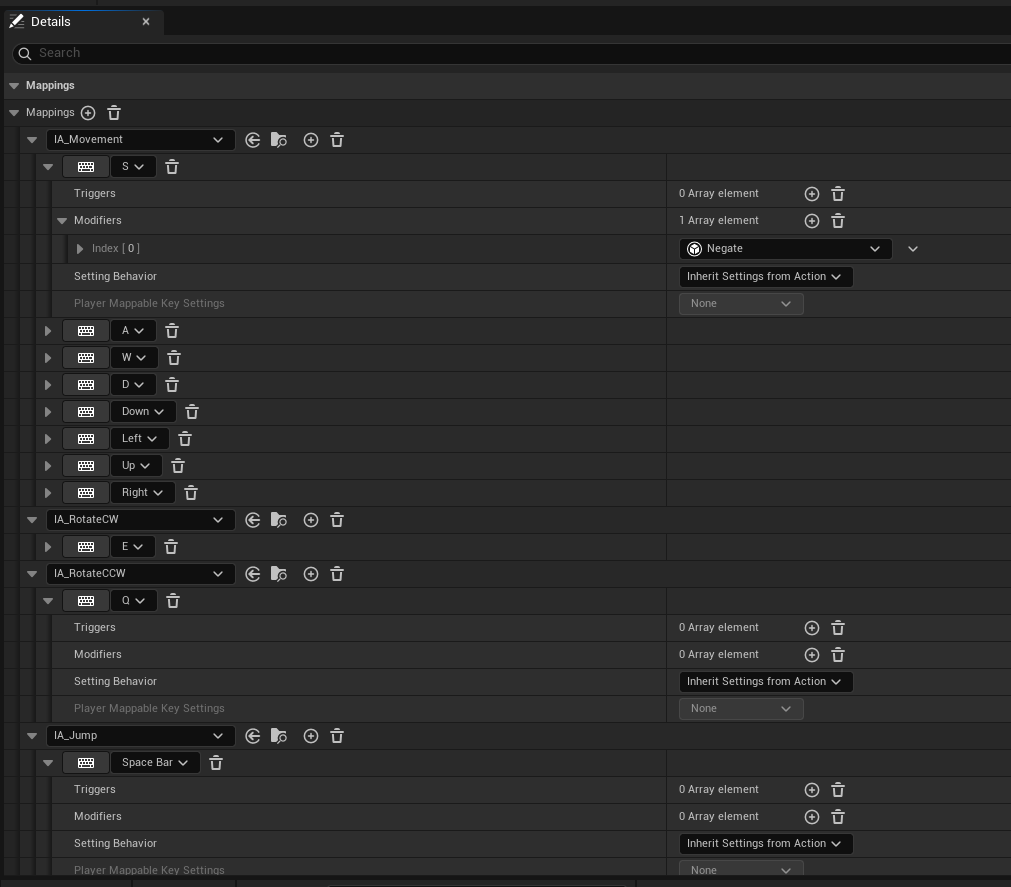 Details
Search
Mappings
Mappings
IA_Movement
S
Triggers 0 Array element
Modifiers 1 Array element
Index [ 0 ] Negate
Setting Behavior Inherit Settings from Action
Player Mappable Key Settings None
A
W
D
Down
Left
Up
Right
IA_RotateCW
E
IA_RotateCCW
Q
Triggers 0 Array element
Modifiers 0 Array element
Setting Behavior Inherit Settings from Action
Player Mappable Key Settings None
IA_Jump
Space Bar
Triggers 0 Array element
Modifiers 0 Array element
Setting Behavior Inherit Settings from Action
Player Mappable Key Settings None